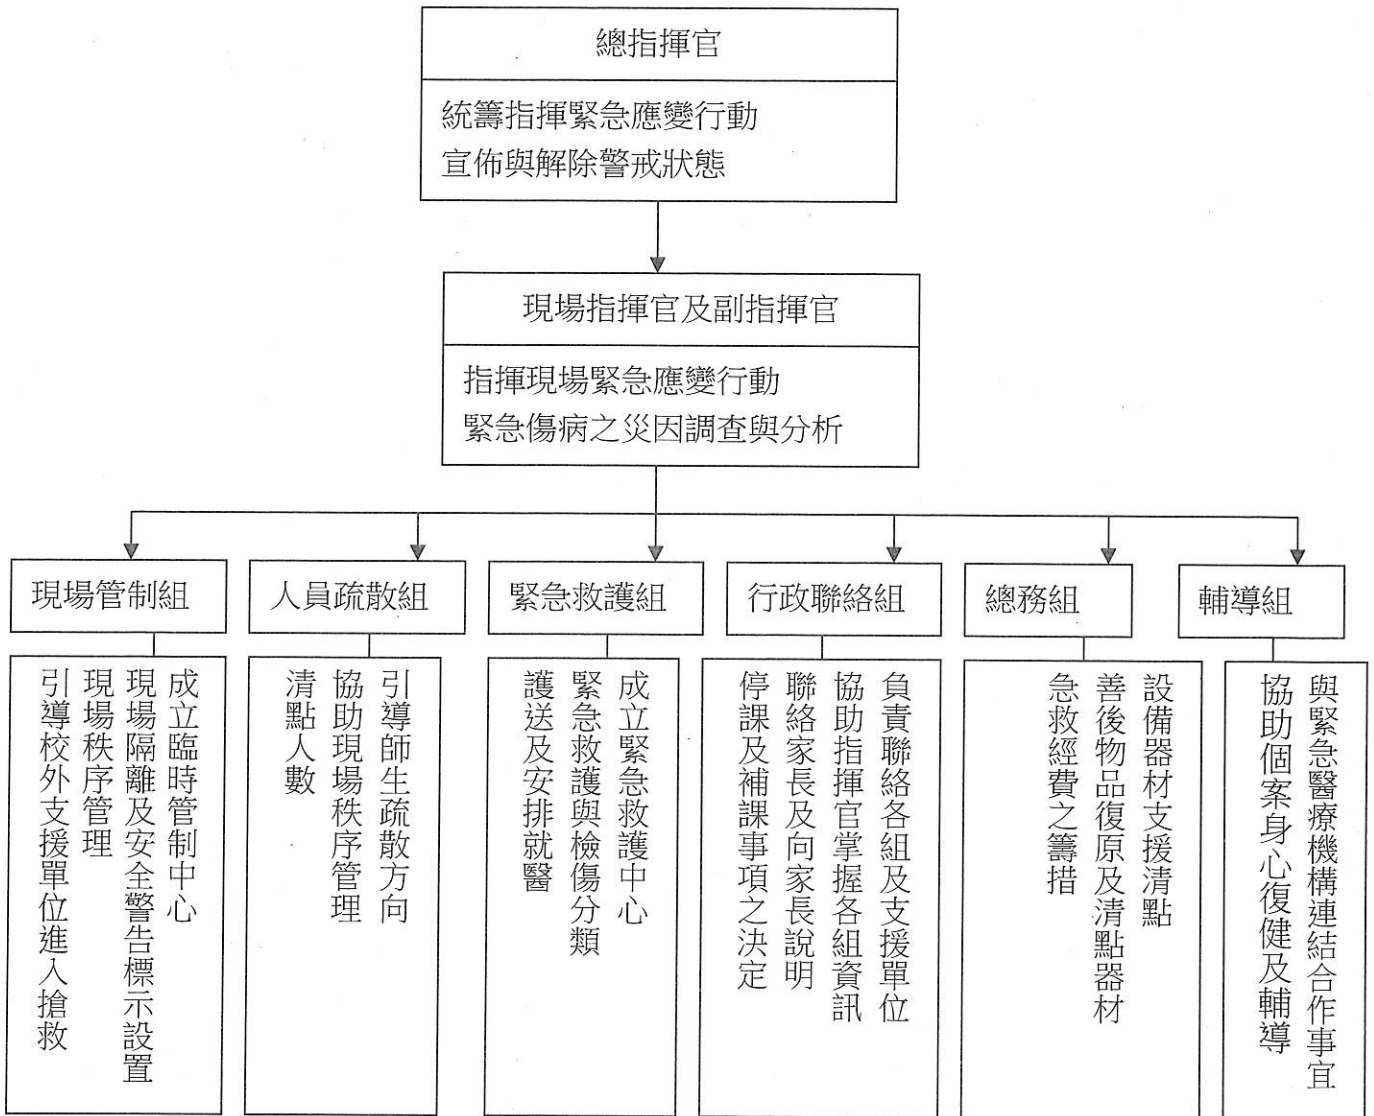 總指揮官
統籌指揮緊急應變行動
宣佈與解除警戒狀態
現場指揮官及副指揮官
指揮現場緊急應變行動
緊急傷病之災因調查與分析
現場管制組
成立臨時管制中心
現場隔離及安全警告標示設置
現場秩序管理
引導校外支援單位進入搶救
人員疏散組
引導師生疏散方向
協助現場秩序管理
清點人數
緊急救護組
成立緊急救護中心
緊急救護與檢傷分類
護送及安排就醫
行政聯絡組
負責聯絡各組及支援單位
協助指揮官掌握各組資訊
聯絡家長及向家長說明
停課及補課事項之決定
總務組
設備器材支援清點
善後物品復原及清點器材
急救經費之籌措
輔導組
與緊急醫療機構連結合作事宜
協助個案身心復健及輔導